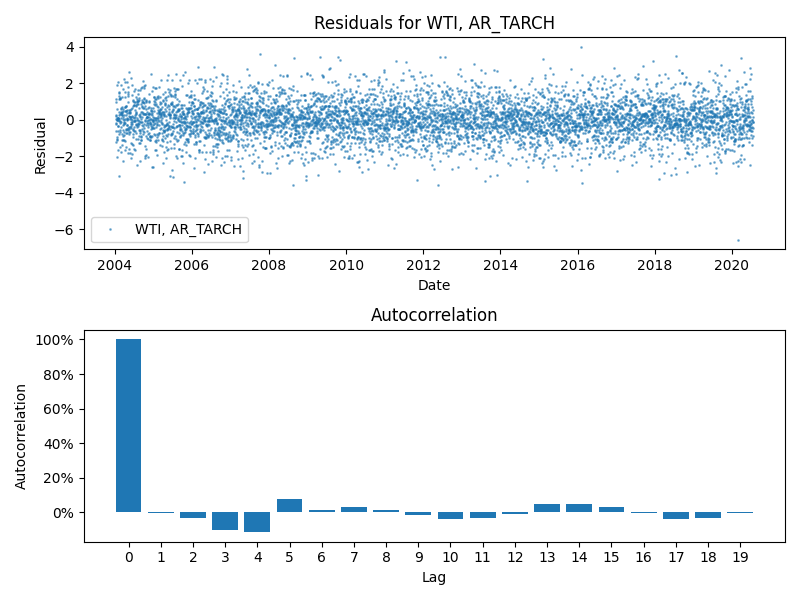 Residuals for WTI, AR_TARCH
4
2
0
−2
−4
−6
Residual
WTI, AR_TARCH
2004 2006 2008 2010 2012 2014 2016 2018 2020
Date
Autocorrelation
100%
80%
60%
40%
20%
0%
Autocorrelation
0 1 2 3 4 5 6 7 8 9 10 11 12 13 14 15 16 17 18 19
Lag